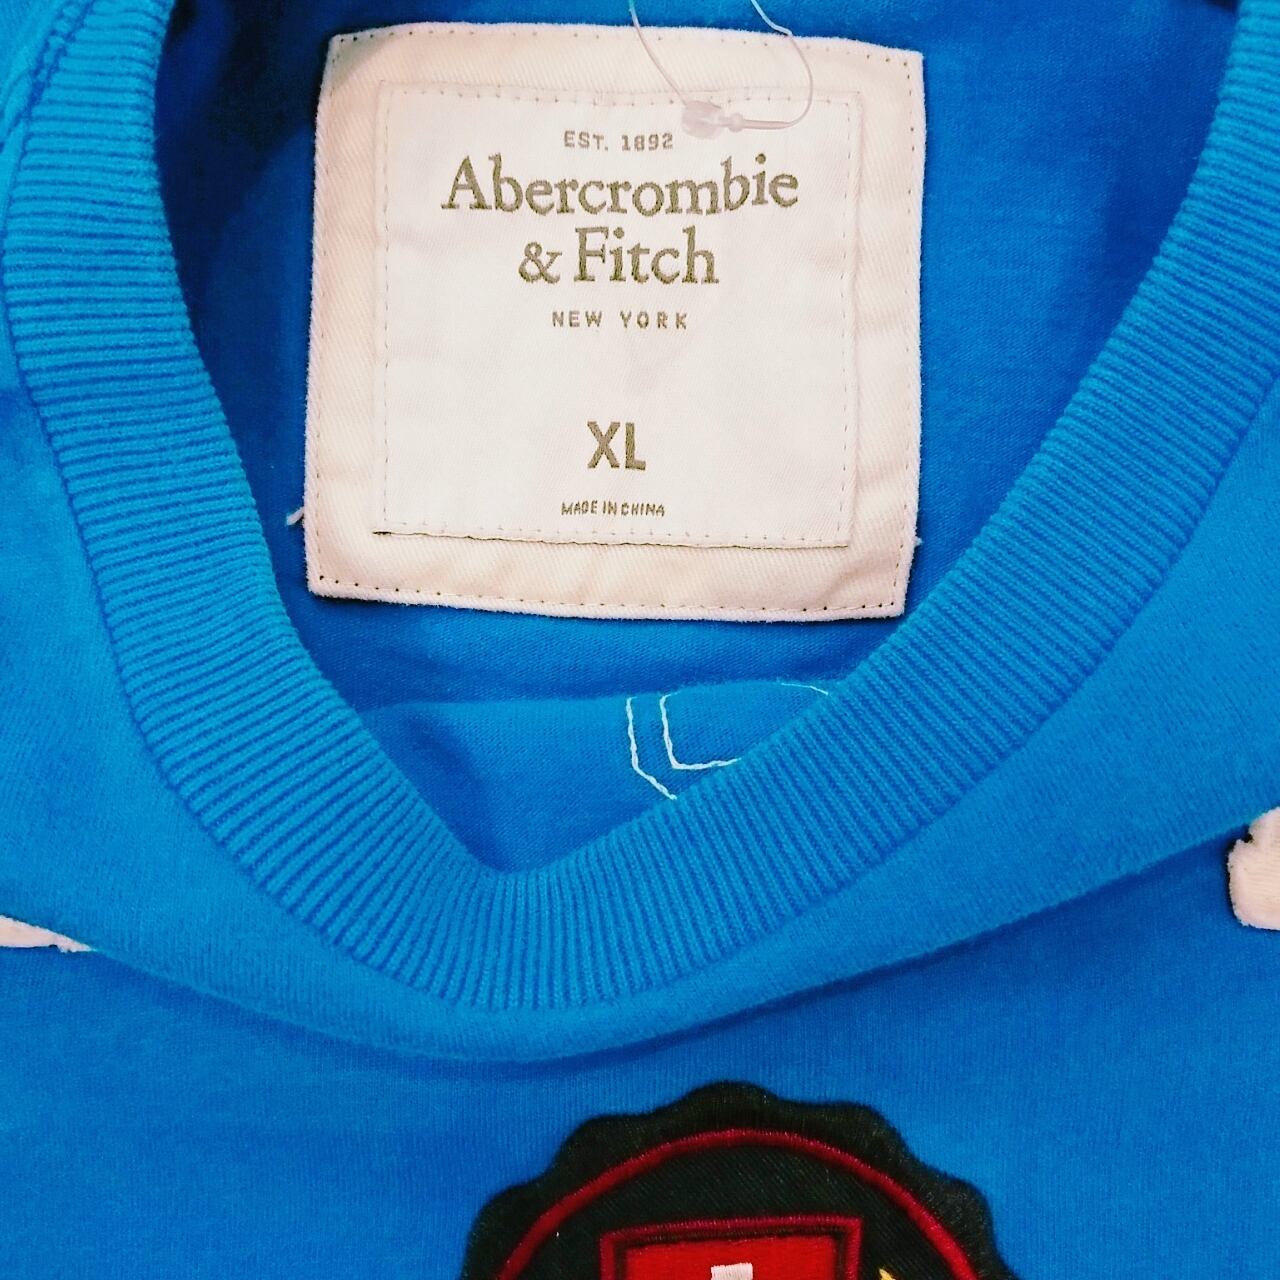 EST. 1892
Abercrombie
& Fitch
NEW YORK
XL
MADE IN CHINA